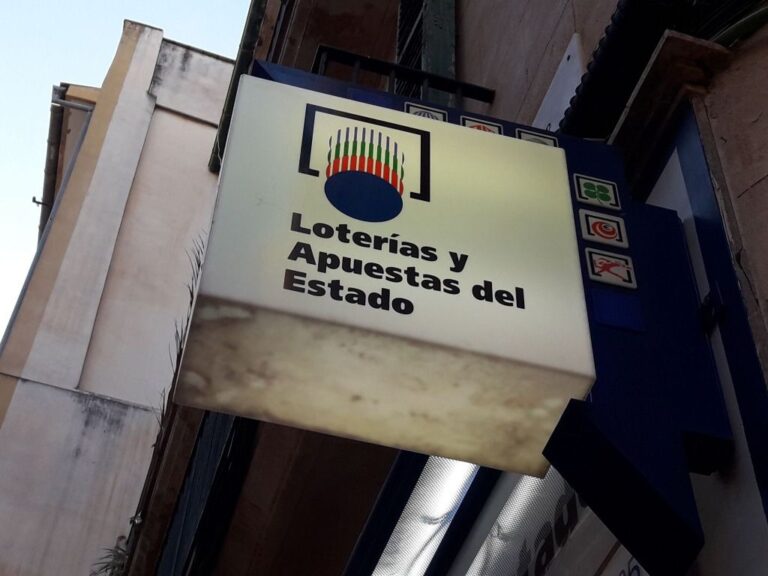 Loterías y
Apuestas del
Estado